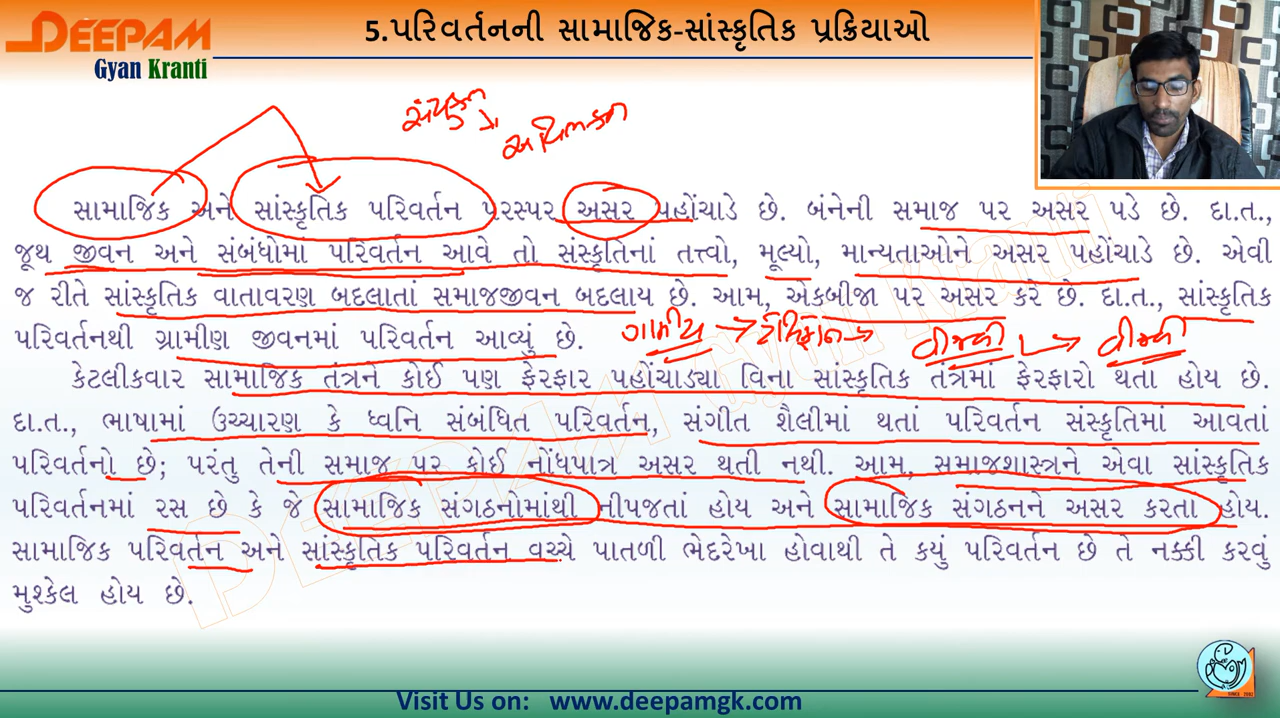 DEEPAM
Gyan Kranti
5.પરિવર્તનની સામાજિક-સાંસ્કૃતિક પ્રક્રિયાઓ
સામાજિક અને સાંસ્કૃતિક પરિવર્તન પરસ્પર અસર પહોંચાડે છે. બંનેની સમાજ પર અસર પડે છે. દા.ત.,
જૂથ જીવન અને સંબંધોમાં પરિવર્તન આવે તો સંસ્કૃતિનાં તત્ત્વો, મૂલ્યો, માન્યતાઓને અસર પહોંચાડે છે. એવી
જ રીતે સાંસ્કૃતિક વાતાવરણ બદલાતાં સમાજજીવન બદલાય છે. આમ, એકબીજા પર અસર કરે છે. દા.ત., સાંસ્કૃતિક
પરિવર્તનથી ગ્રામીણ જીવનમાં પરિવર્તન આવ્યું છે.
કેટલીકવાર સામાજિક તંત્રને કોઈ પણ ફેરફાર પહોંચાડ્યા વિના સાંસ્કૃતિક તંત્રમાં ફેરફારો થતા હોય છે.
દા.ત., ભાષામાં ઉચ્ચારણ કે ધ્વનિ સંબંધિત પરિવર્તન, સંગીત શૈલીમાં થતાં પરિવર્તન સંસ્કૃતિમાં આવતાં
પરિવર્તનો છે; પરંતુ તેની સમાજ પર કોઈ નોંધપાત્ર અસર થતી નથી. આમ, સમાજશાસ્ત્રને એવા સાંસ્કૃતિક
પરિવર્તનમાં રસ છે કે જે સામાજિક સંગઠનોમાંથી નીપજતાં હોય અને સામાજિક સંગઠનને અસર કરતા હોય.
સામાજિક પરિવર્તન અને સાંસ્કૃતિક પરિવર્તન વચ્ચે પાતળી ભેદરેખા હોવાથી તે કયું પરિવર્તન છે તે નક્કી કરવું
મુશ્કેલ હોય છે.
DEEPAM Gyan Kranti
Visit Us on: www.deepamgk.com